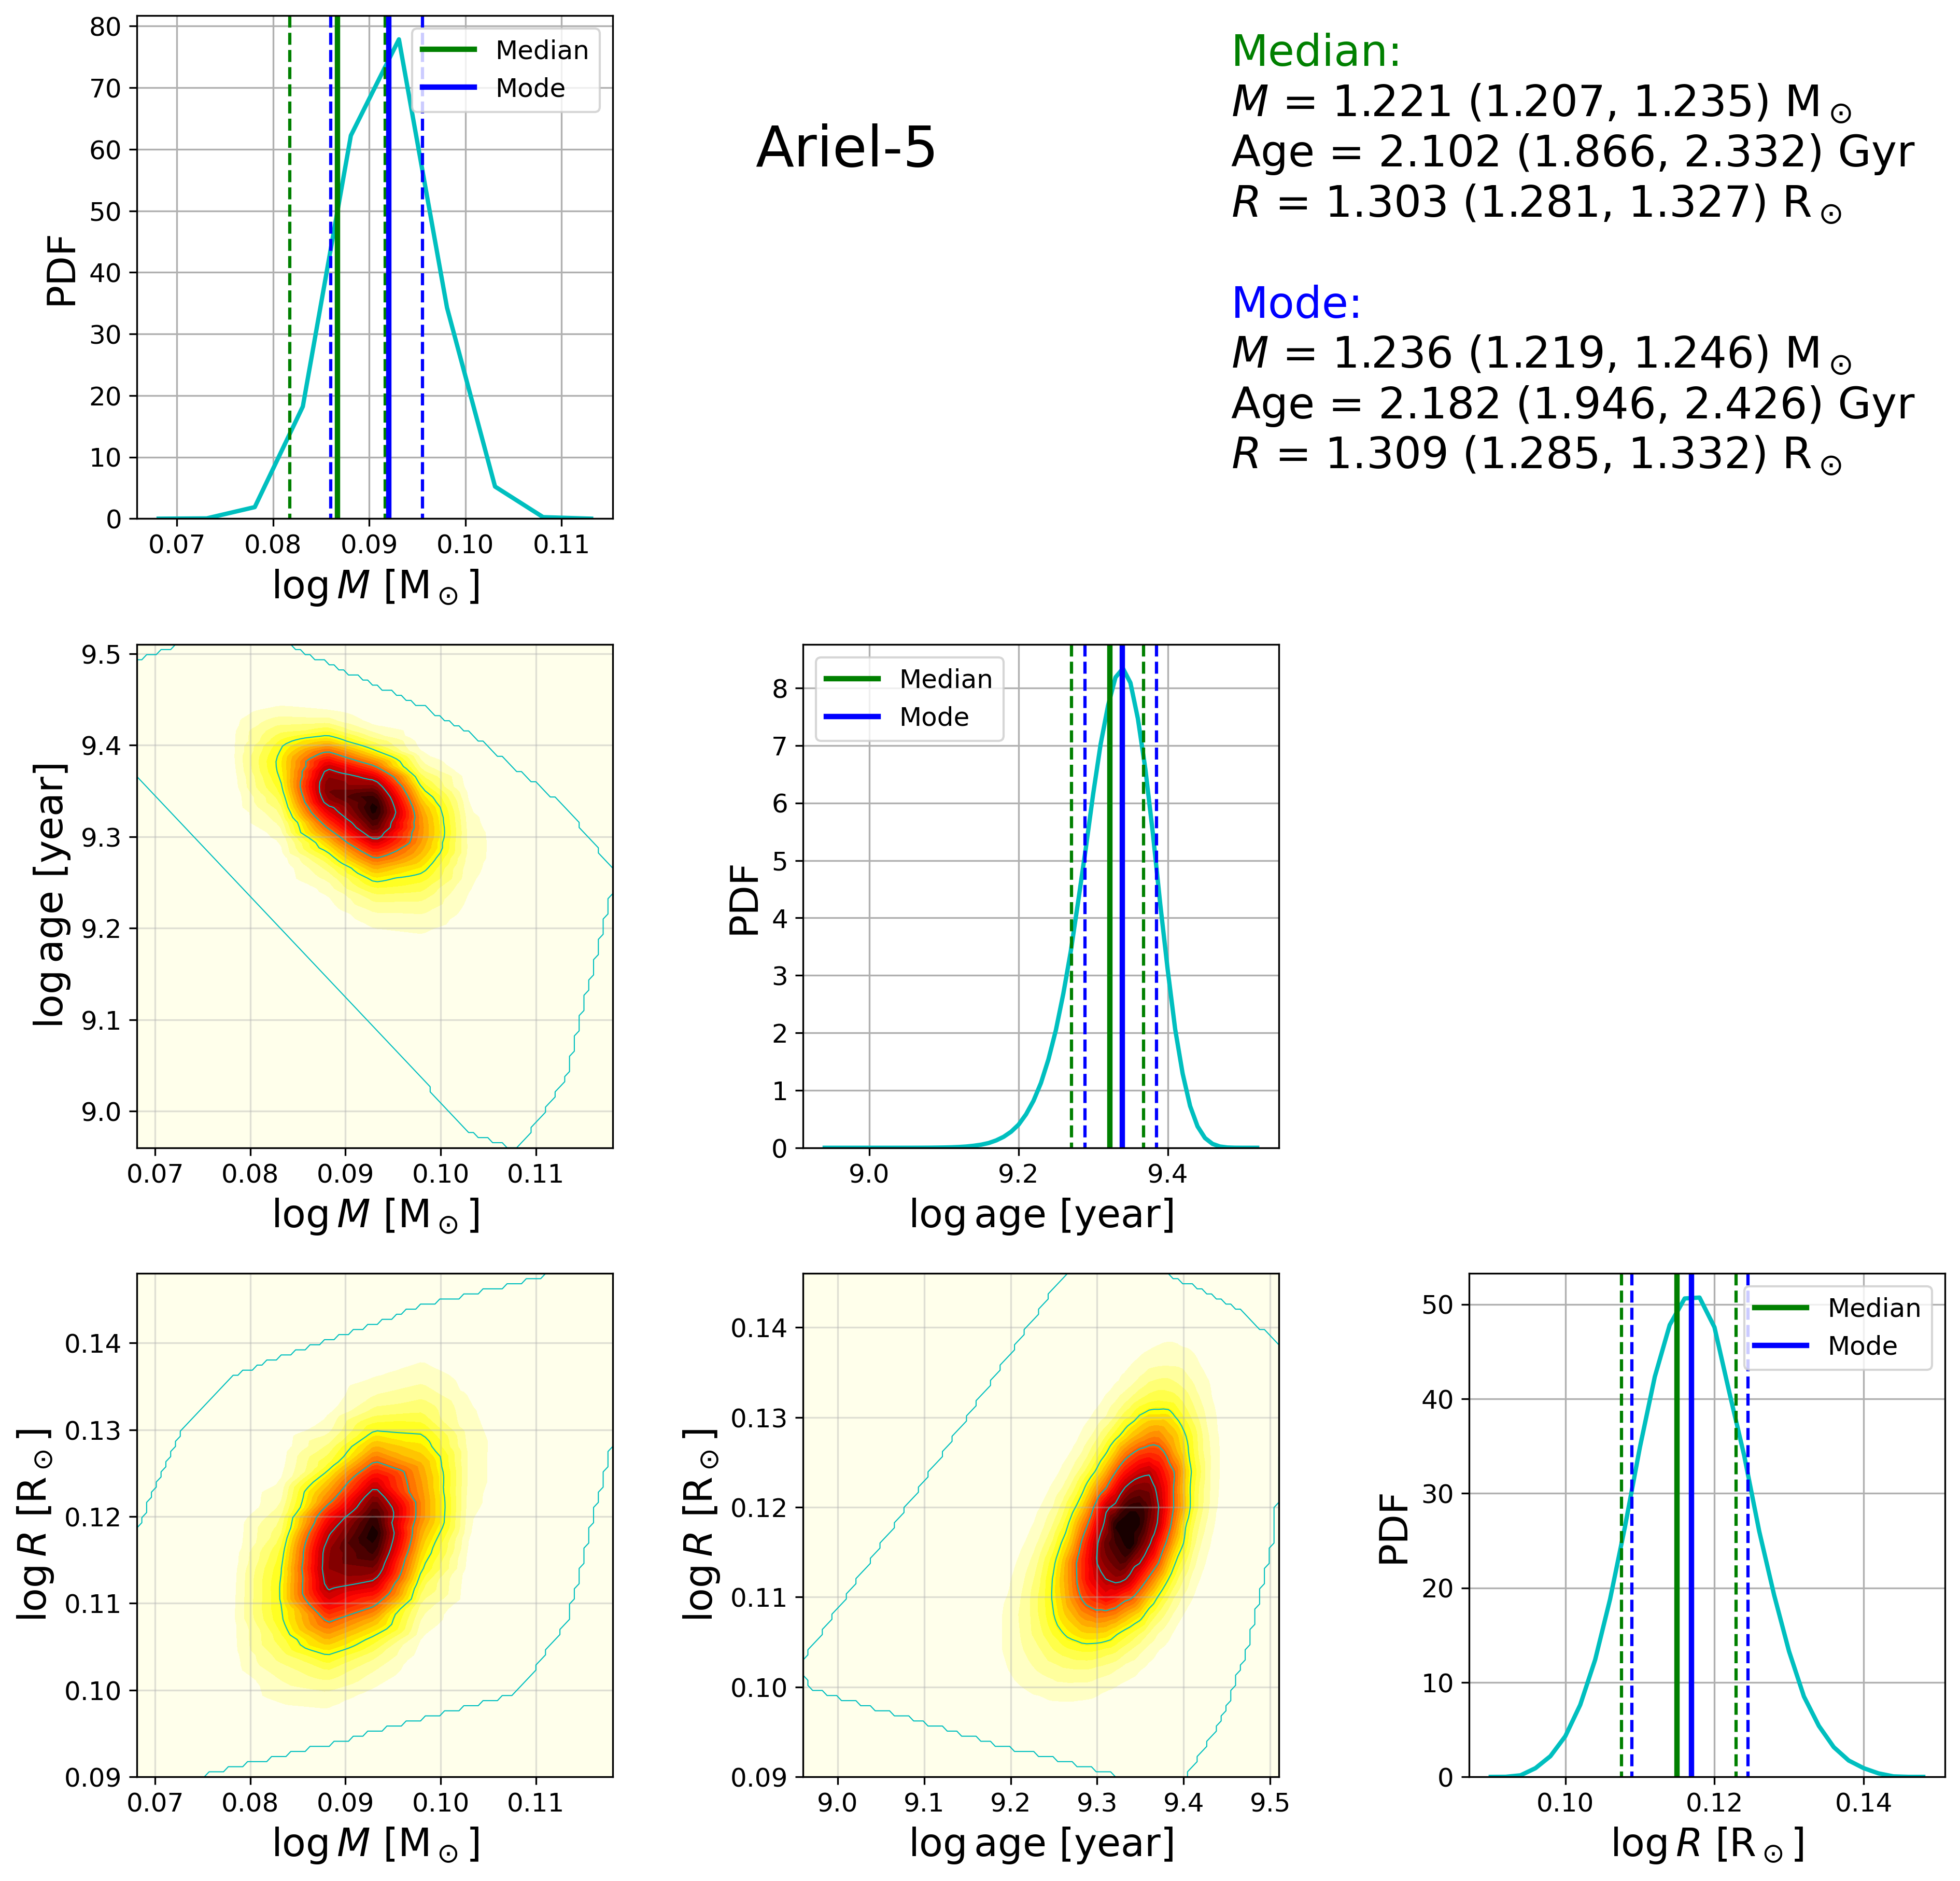 80
70
60
50
40
30
20
10
0
PDF
Median
Mode
0.07 0.08 0.09 0.10 0.11
log M [M⊙]
Ariel-5
Median:
M = 1.221 (1.207, 1.235) M⊙
Age = 2.102 (1.866, 2.332) Gyr
R = 1.303 (1.281, 1.327) R⊙
Mode:
M = 1.236 (1.219, 1.246) M⊙
Age = 2.182 (1.946, 2.426) Gyr
R = 1.309 (1.285, 1.332) R⊙
9.5
9.4
9.3
9.2
9.1
9.0
log age [year]
0.07 0.08 0.09 0.10 0.11
log M [M⊙]
8
7
6
5
4
3
2
1
0
PDF
Median
Mode
9.0 9.2 9.4
log age [year]
0.14
0.13
0.12
0.11
0.10
0.09
log R [R⊙]
0.07 0.08 0.09 0.10 0.11
log M [M⊙]
0.14
0.13
0.12
0.11
0.10
0.09
log R [R⊙]
9.0 9.1 9.2 9.3 9.4 9.5
log age [year]
50
40
30
20
10
0
PDF
Median
Mode
0.10 0.12 0.14
log R [R⊙]